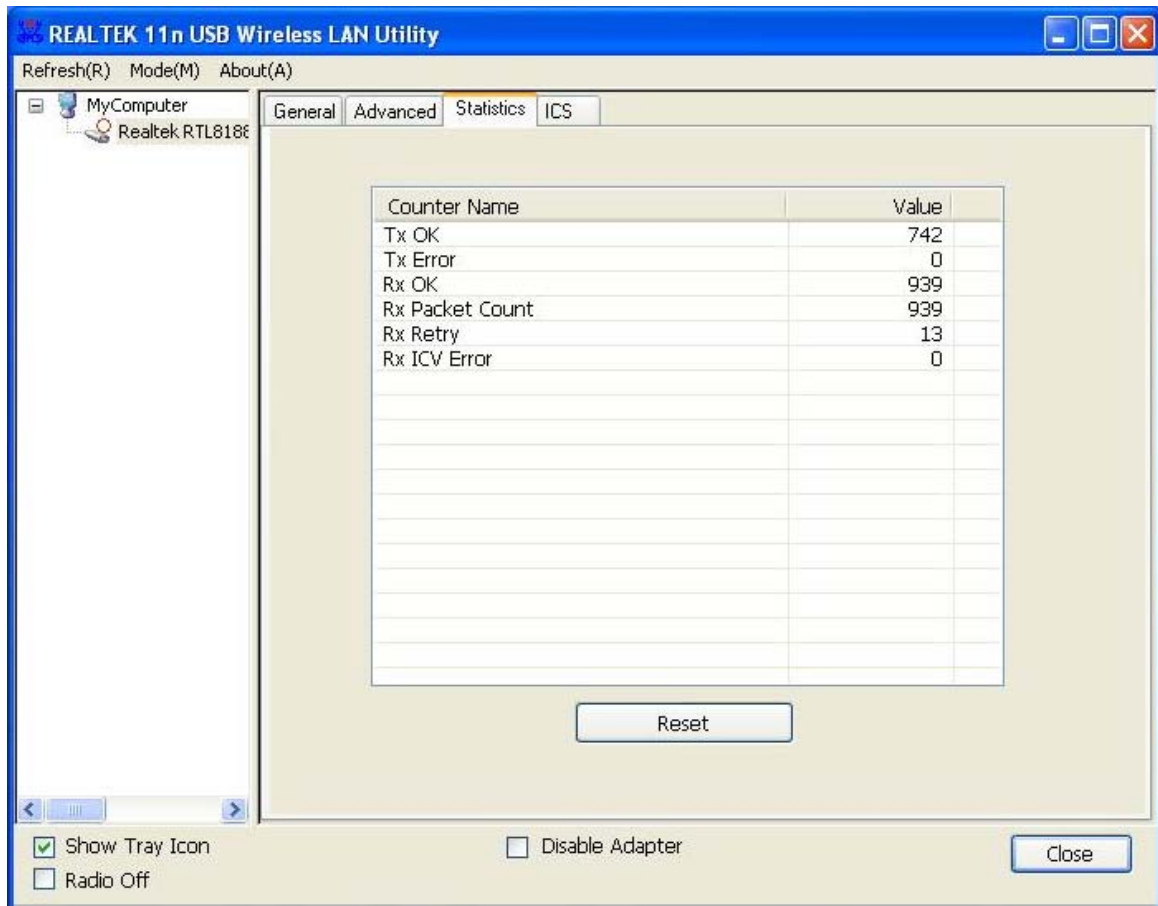 REALTEK 11n USB Wireless LAN Utility
Refresh(R) Mode(M) About(A)
MyComputer
Realtek RTL8188
General Advanced Statistics ICS
Counter Name Value
Tx OK 742
Tx Error 0
Rx OK 939
Rx Packet Count 939
Rx Retry 13
Rx ICV Error 0
Reset
Show Tray Icon
Disable Adapter
Close
Radio Off